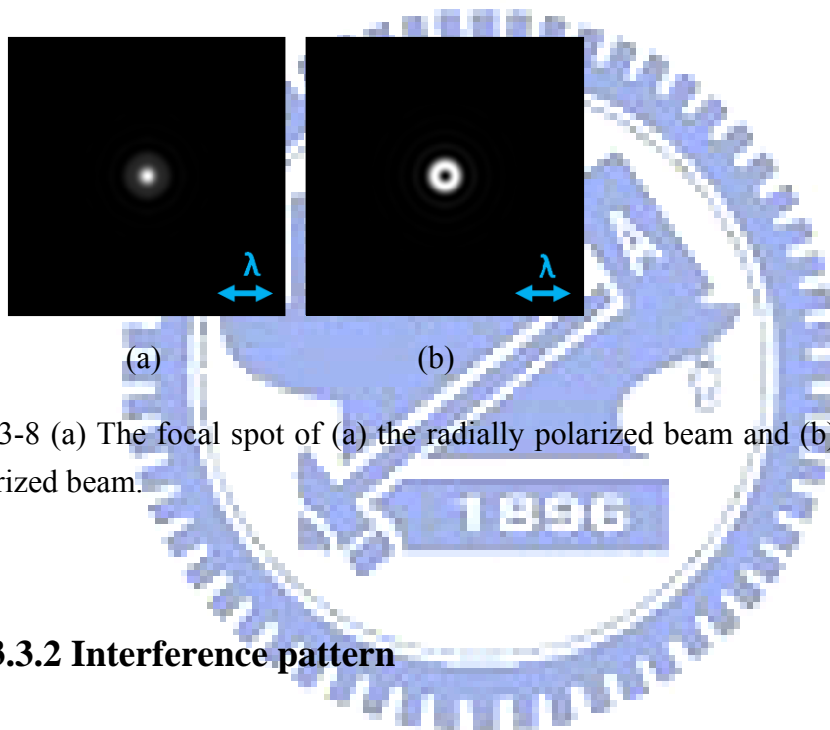 λ λ
(a) (b)
3-8 (a) The focal spot of (a) the radially polarized beam and (b)
rized beam.
1896
3.3.2 Interference pattern